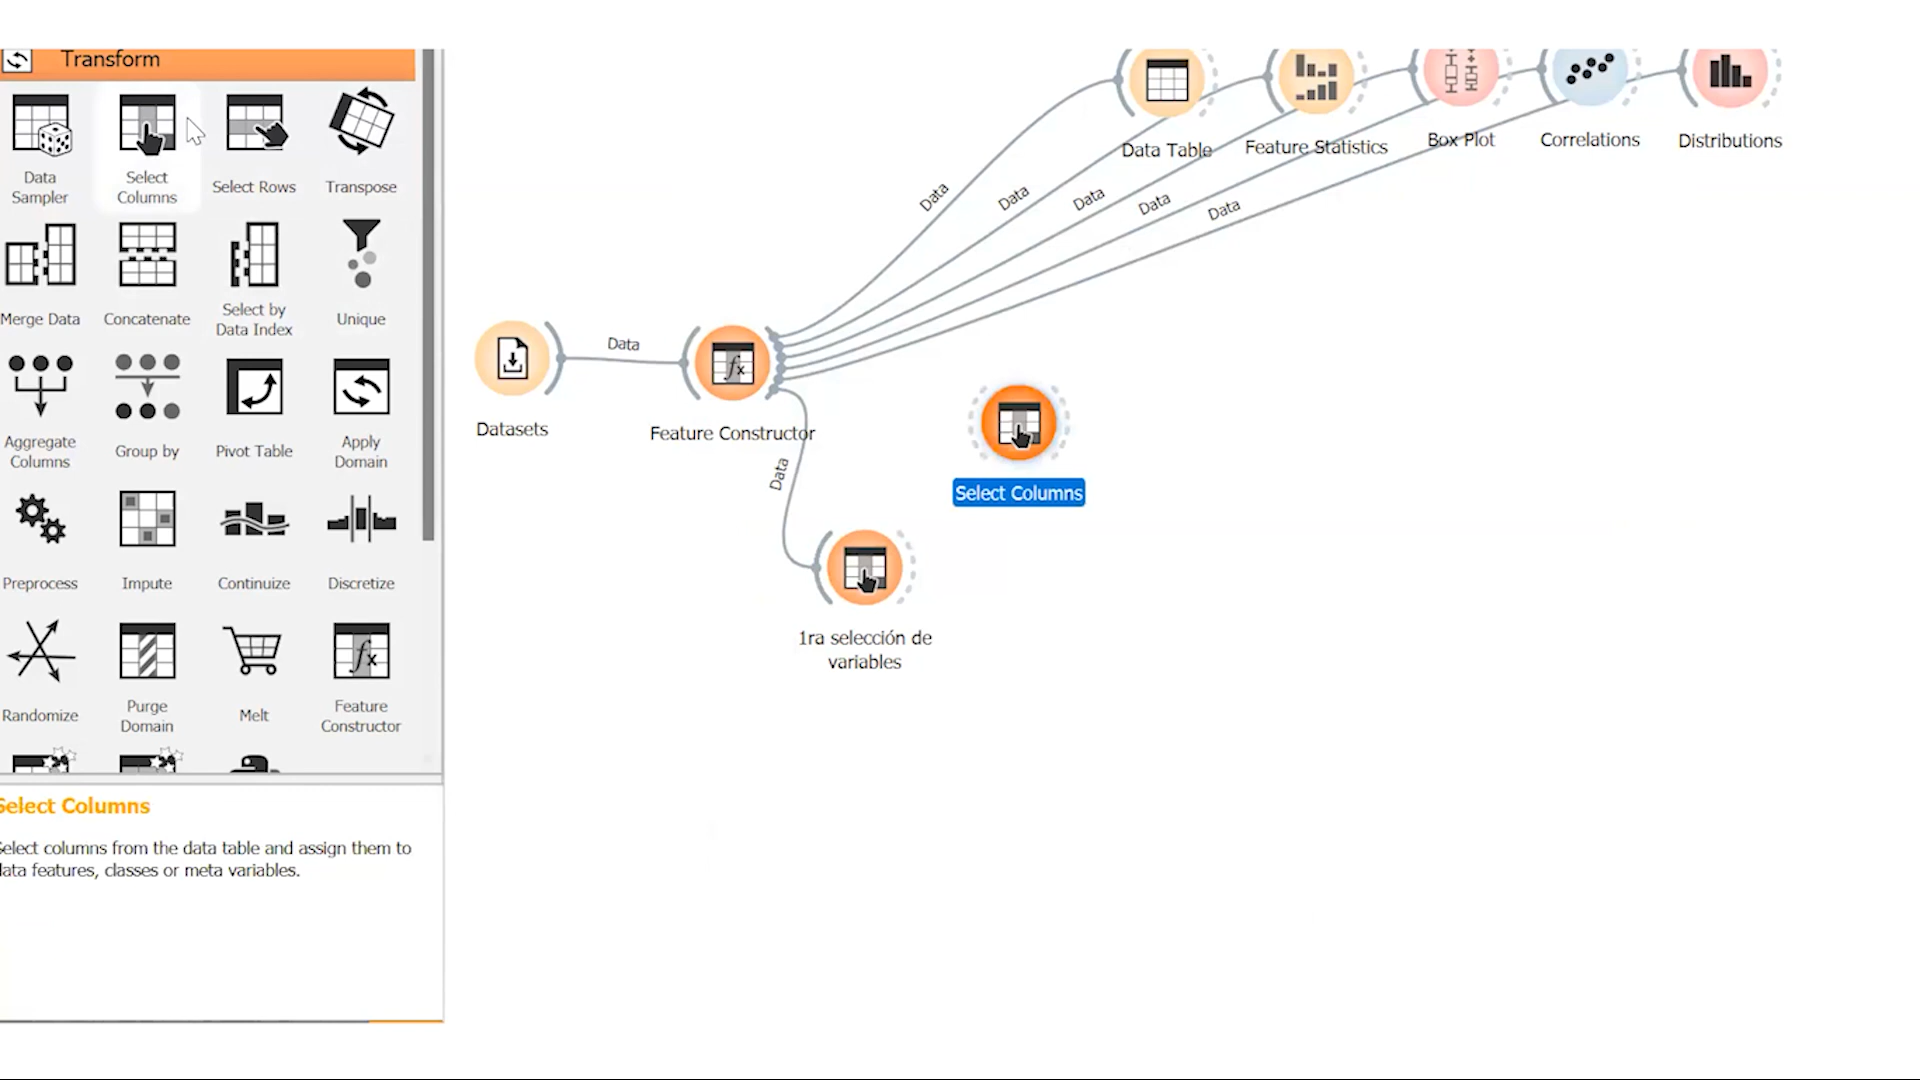 Transform
Data
Sampler
Select
Columns
Select Rows
Transpose
Merge Data
Concatenate
Select by
Data Index
Unique
Aggregate
Columns
Group by
Pivot Table
Apply
Domain
Preprocess
Impute
Continuize
Discretize
Randomize
Purge
Domain
Melt
Feature
Constructor
Select Columns
Select columns from the data table and assign them to
data features, classes or meta variables.
Data Table
Feature Statistics
Box Plot
Correlations
Distributions
Data
Data
Data
Data
Data
Data
Datasets
Feature Constructor
Data
Select Columns
1ra selección de
variables